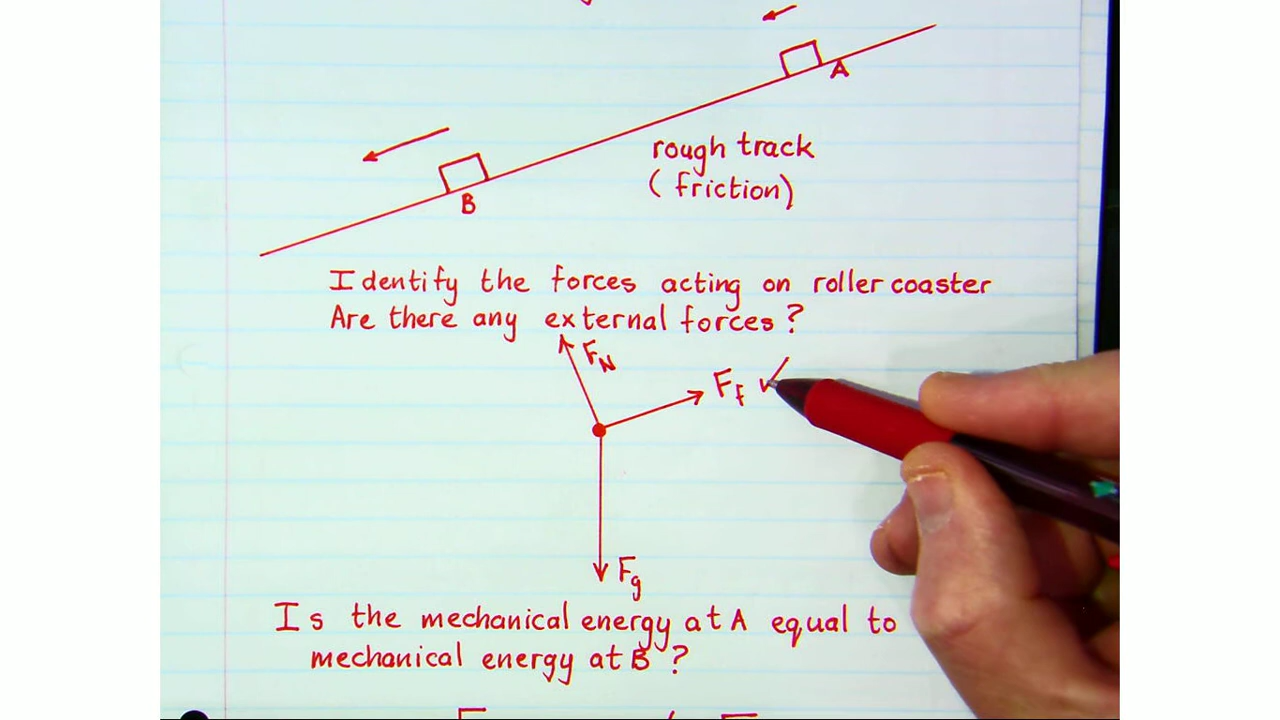 A
rough track
(friction)
B
Identify the forces acting on roller coaster
Are there any external forces?
FN
Ff ✓
Fg
Is the mechanical energy at A equal to
mechanical energy at B?